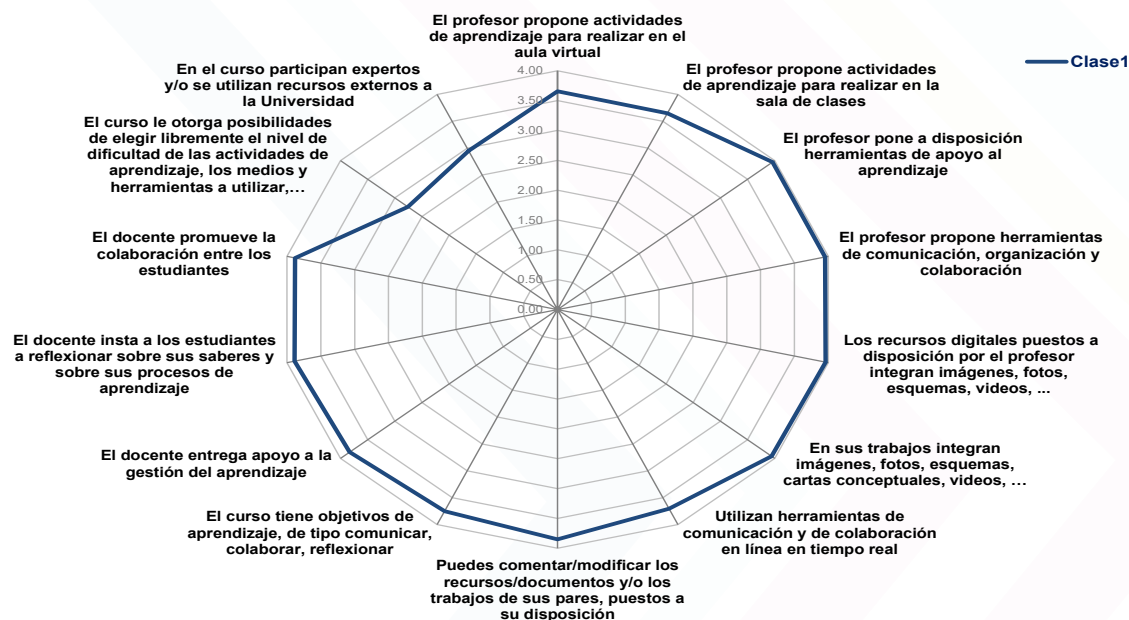 El profesor propone actividades
de aprendizaje para realizar en el
aula virtual
El profesor propone actividades
de aprendizaje para realizar en la
sala de clases
El profesor pone a disposición
herramientas de apoyo al
aprendizaje
El profesor propone herramientas
de comunicación, organización y
colaboración
Los recursos digitales puestos a
disposición por el profesor
integran imágenes, fotos,
esquemas, videos, ...
En sus trabajos integran
imágenes, fotos, esquemas,
cartas conceptuales, videos, …
Utilizan herramientas de
comunicación y de colaboración
en línea en tiempo real
Puedes comentar/modificar los
recursos/documentos y/o los
trabajos de sus pares, puestos a
su disposición
El curso tiene objetivos de
aprendizaje, de tipo comunicar,
colaborar, reflexionar
El docente entrega apoyo a la
gestión del aprendizaje
El docente insta a los estudiantes
a reflexionar sobre sus saberes y
sobre sus procesos de
aprendizaje
El docente promueve la
colaboración entre los
estudiantes
El curso le otorga posibilidades
de elegir libremente el nivel de
dificultad de las actividades de
aprendizaje, los medios y
herramientas a utilizar,…
En el curso participan expertos
y/o se utilizan recursos externos a
la Universidad
4.00
3.50
3.00
2.50
2.00
1.50
1.00
0.50
0.00
Clase1